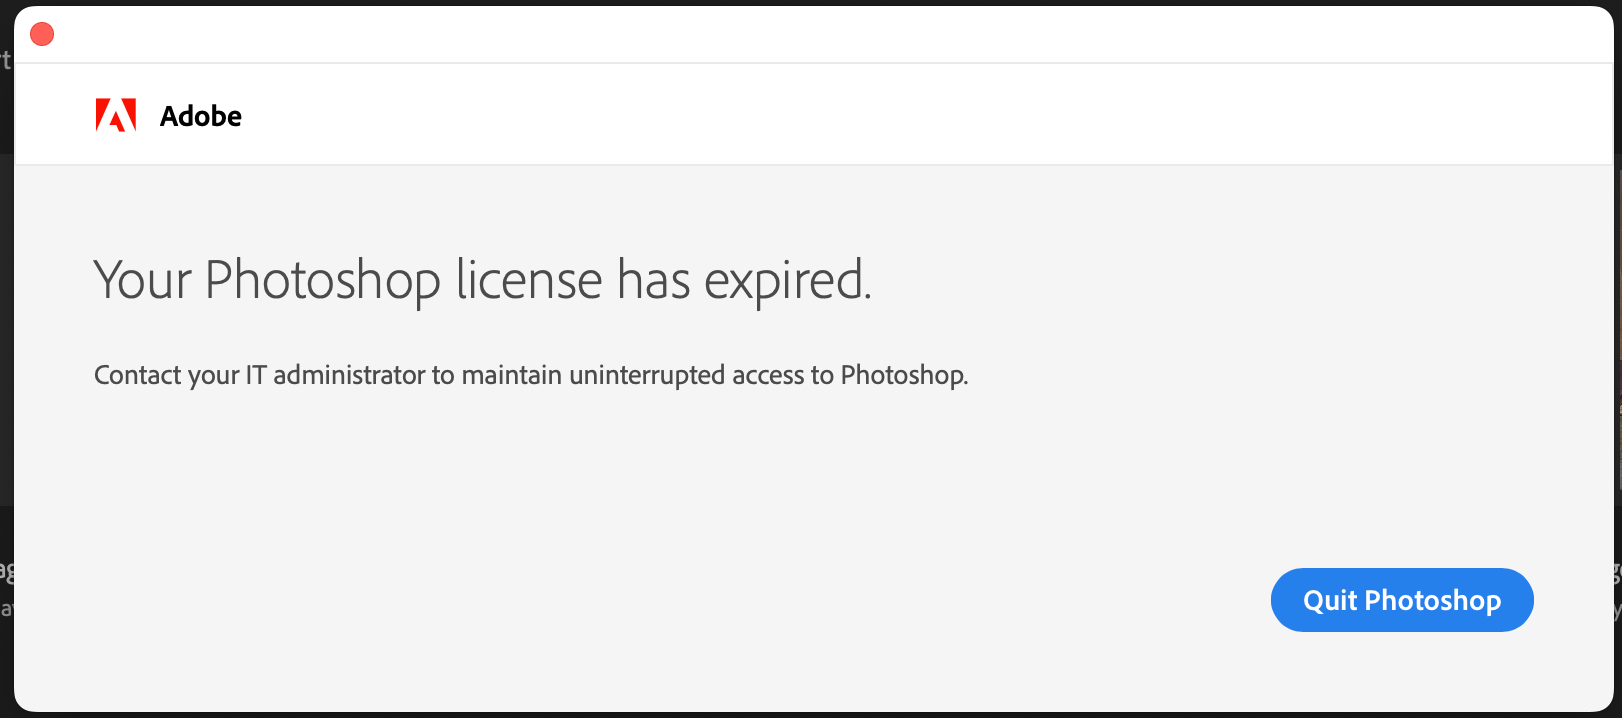 Adobe
Your Photoshop license has expired.
Contact your IT administrator to maintain uninterrupted access to Photoshop.
Quit Photoshop